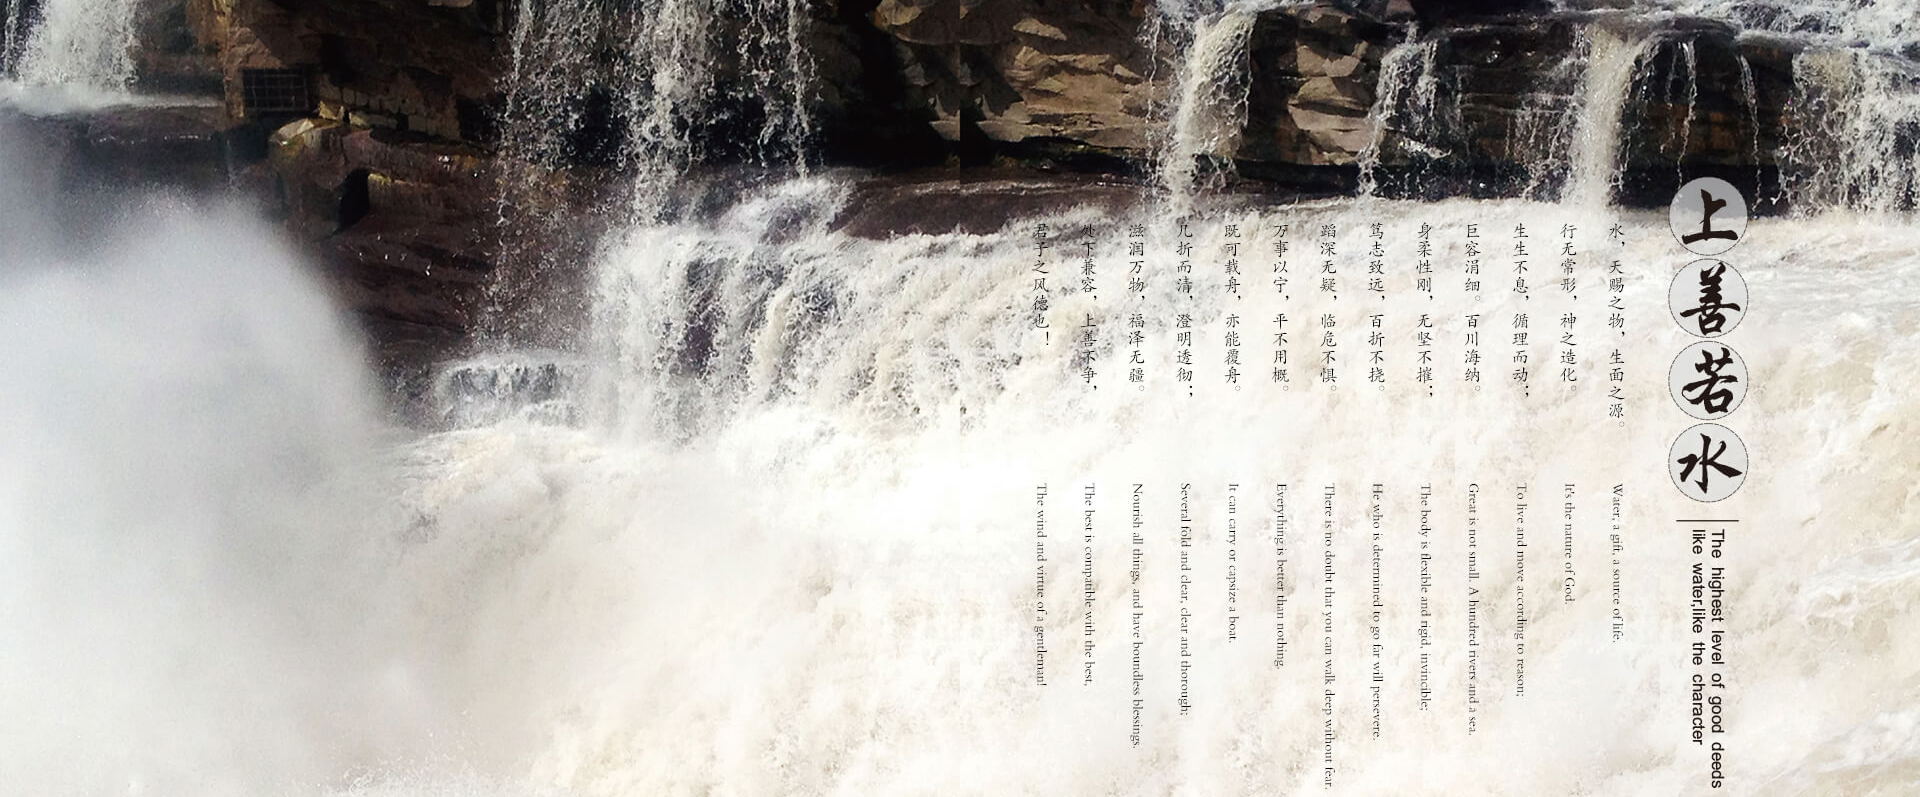 上善若水
The highest level of good deeds
like water,like the character
水，天赐之物，生面之源。
行无常形，神之造化。
生生不息，循理而动；
巨容涓细。百川海纳。
身柔性刚，无坚不摧；
笃志致远，百折不挠。
蹈深无疑，临危不惧。
万事以宁，平不用概。
既可载舟，亦能覆舟。
几折而清，澄明透彻；
滋润万物，福泽无疆。
处下兼容，上善不争，
君子之风德也！
Water, a gift, a source of life.
It's the nature of God.
To live and move according to reason;
Great is not small. A hundred rivers and a sea.
The body is flexible and rigid, invincible;
He who is determined to go far will persevere.
There is no doubt that you can walk deep without fear.
Everything is better than nothing.
It can carry or capsize a boat.
Several fold and clear, clear and thorough;
Nourish all things, and have boundless blessings.
The best is compatible with the best,
The wind and virtue of a gentleman!